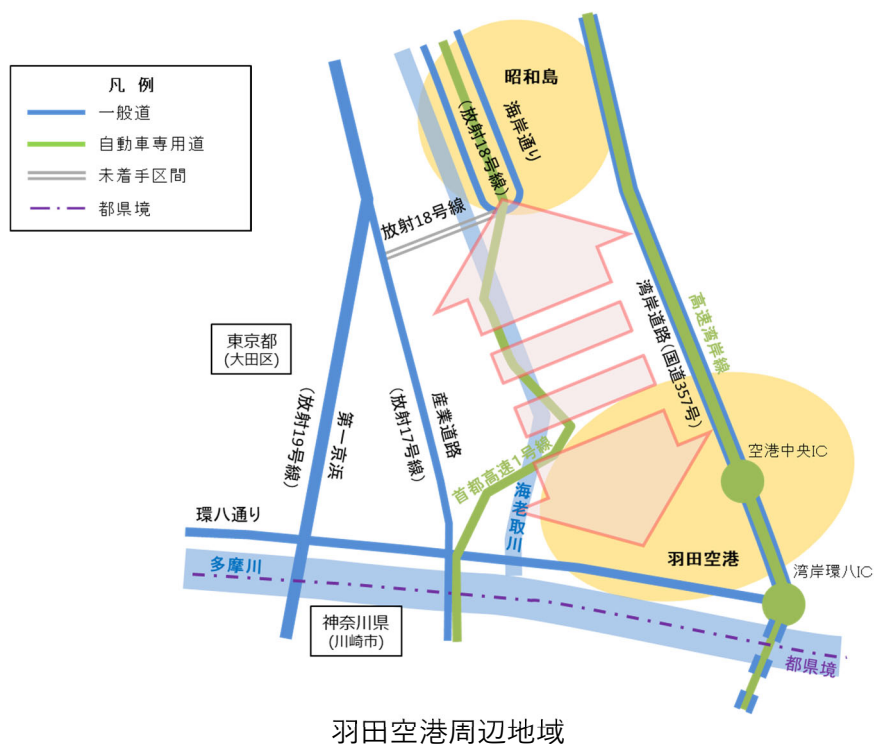 凡 例
一般道
自動車専用道
未着手区間
都県境
昭和島
海岸通り
(放射18号線)
放射18号線
東京都
(大田区)
第一京浜
(放射19号線)
産業道路
(放射17号線)
首都高速1号線
海老取川
湾岸道路(国道357号)
高速湾岸線
空港中央IC
環八通り
羽田空港
湾岸環八IC
多摩川
神奈川県
(川崎市)
都県境
羽田空港周辺地域